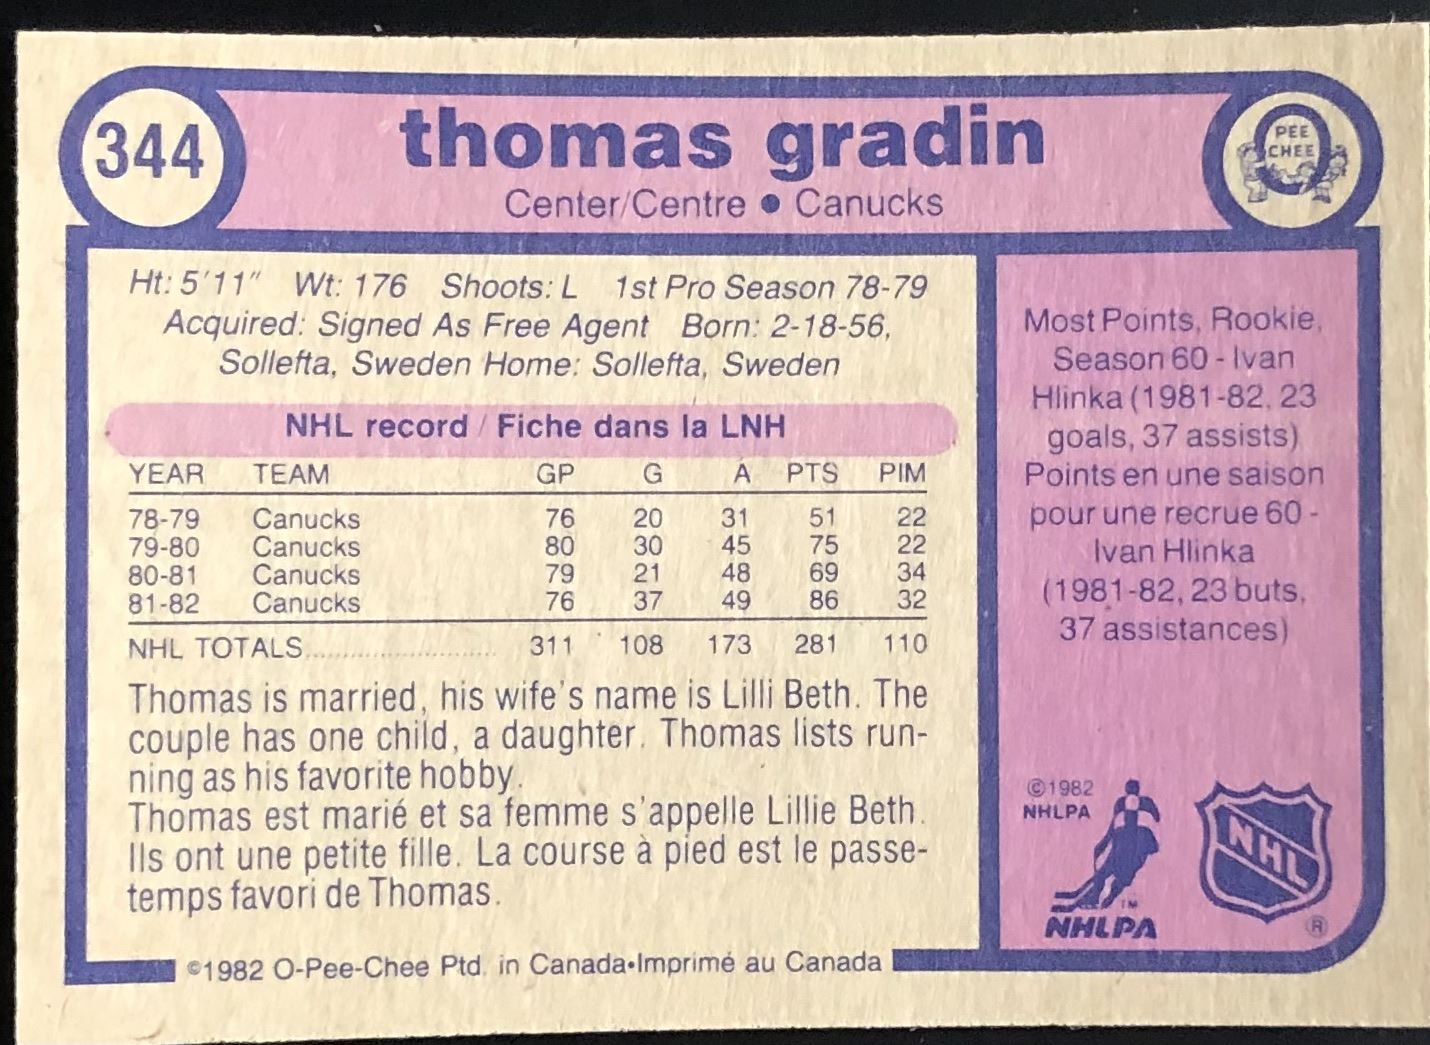 344
thomas gradin
Center/Centre • Canucks
PEE
CHEE
Ht: 5'11" Wt: 176 Shoots: L 1st Pro Season 78-79
Acquired: Signed As Free Agent Born: 2-18-56,
Sollefta, Sweden Home: Sollefta, Sweden
NHL record / Fiche dans la LNH
YEAR TEAM GP G A PTS PIM
78-79 Canucks 76 20 31 51 22
79-80 Canucks 80 30 45 75 22
80-81 Canucks 79 21 48 69 34
81-82 Canucks 76 37 49 86 32
NHL TOTALS.......................... 311 108 173 281 110
Thomas is married, his wife's name is Lilli Beth. The
couple has one child, a daughter. Thomas lists run-
ning as his favorite hobby.
Thomas est marié et sa femme s'appelle Lillie Beth.
Ils ont une petite fille. La course à pied est le passe-
temps favori de Thomas.
Most Points, Rookie,
Season 60 - Ivan
Hlinka (1981-82, 23
goals, 37 assists)
Points en une saison
pour une recrue 60 -
Ivan Hlinka
(1981-82, 23 buts,
37 assistances)
©1982
NHLPA
TM
NHLPA
NHL
®
©1982 O-Pee-Chee Ptd. in Canada•Imprimé au Canada